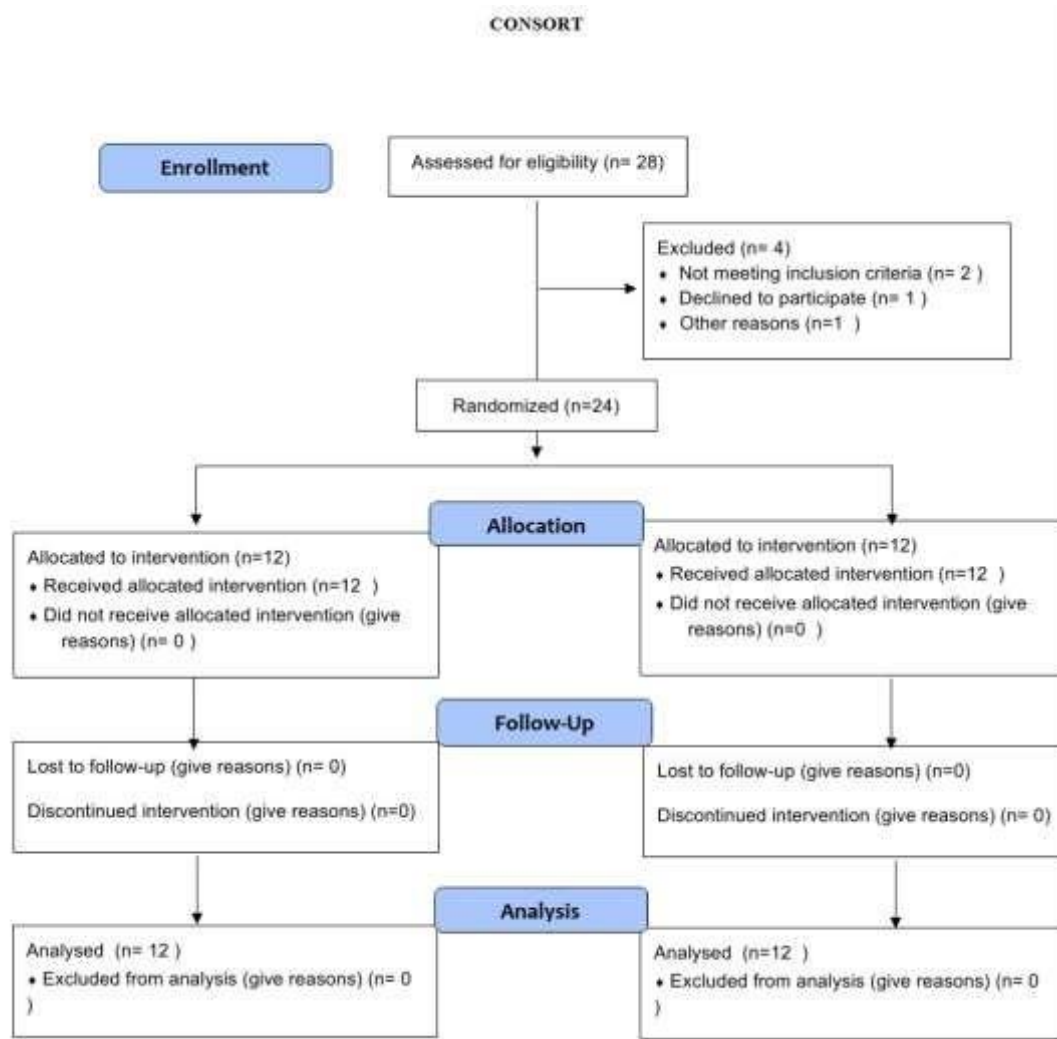 CONSORT
Enrollment
Assessed for eligibility (n= 28)
Excluded (n= 4)
♦ Not meeting inclusion criteria (n= 2 )
♦ Declined to participate (n= 1 )
♦ Other reasons (n=1 )
Randomized (n=24)
Allocation
Allocated to intervention (n=12)
♦ Received allocated intervention (n=12 )
♦ Did not receive allocated intervention (give
reasons) (n= 0 )
Allocated to intervention (n=12)
♦ Received allocated intervention (n=12 )
♦ Did not receive allocated intervention (give
reasons) (n=0 )
Follow-Up
Lost to follow-up (give reasons) (n= 0)
Discontinued intervention (give reasons) (n=0)
Lost to follow-up (give reasons) (n=0)
Discontinued intervention (give reasons) (n= 0)
Analysis
Analysed (n= 12 )
♦ Excluded from analysis (give reasons) (n= 0
)
Analysed (n=12 )
♦ Excluded from analysis (give reasons) (n= 0
)